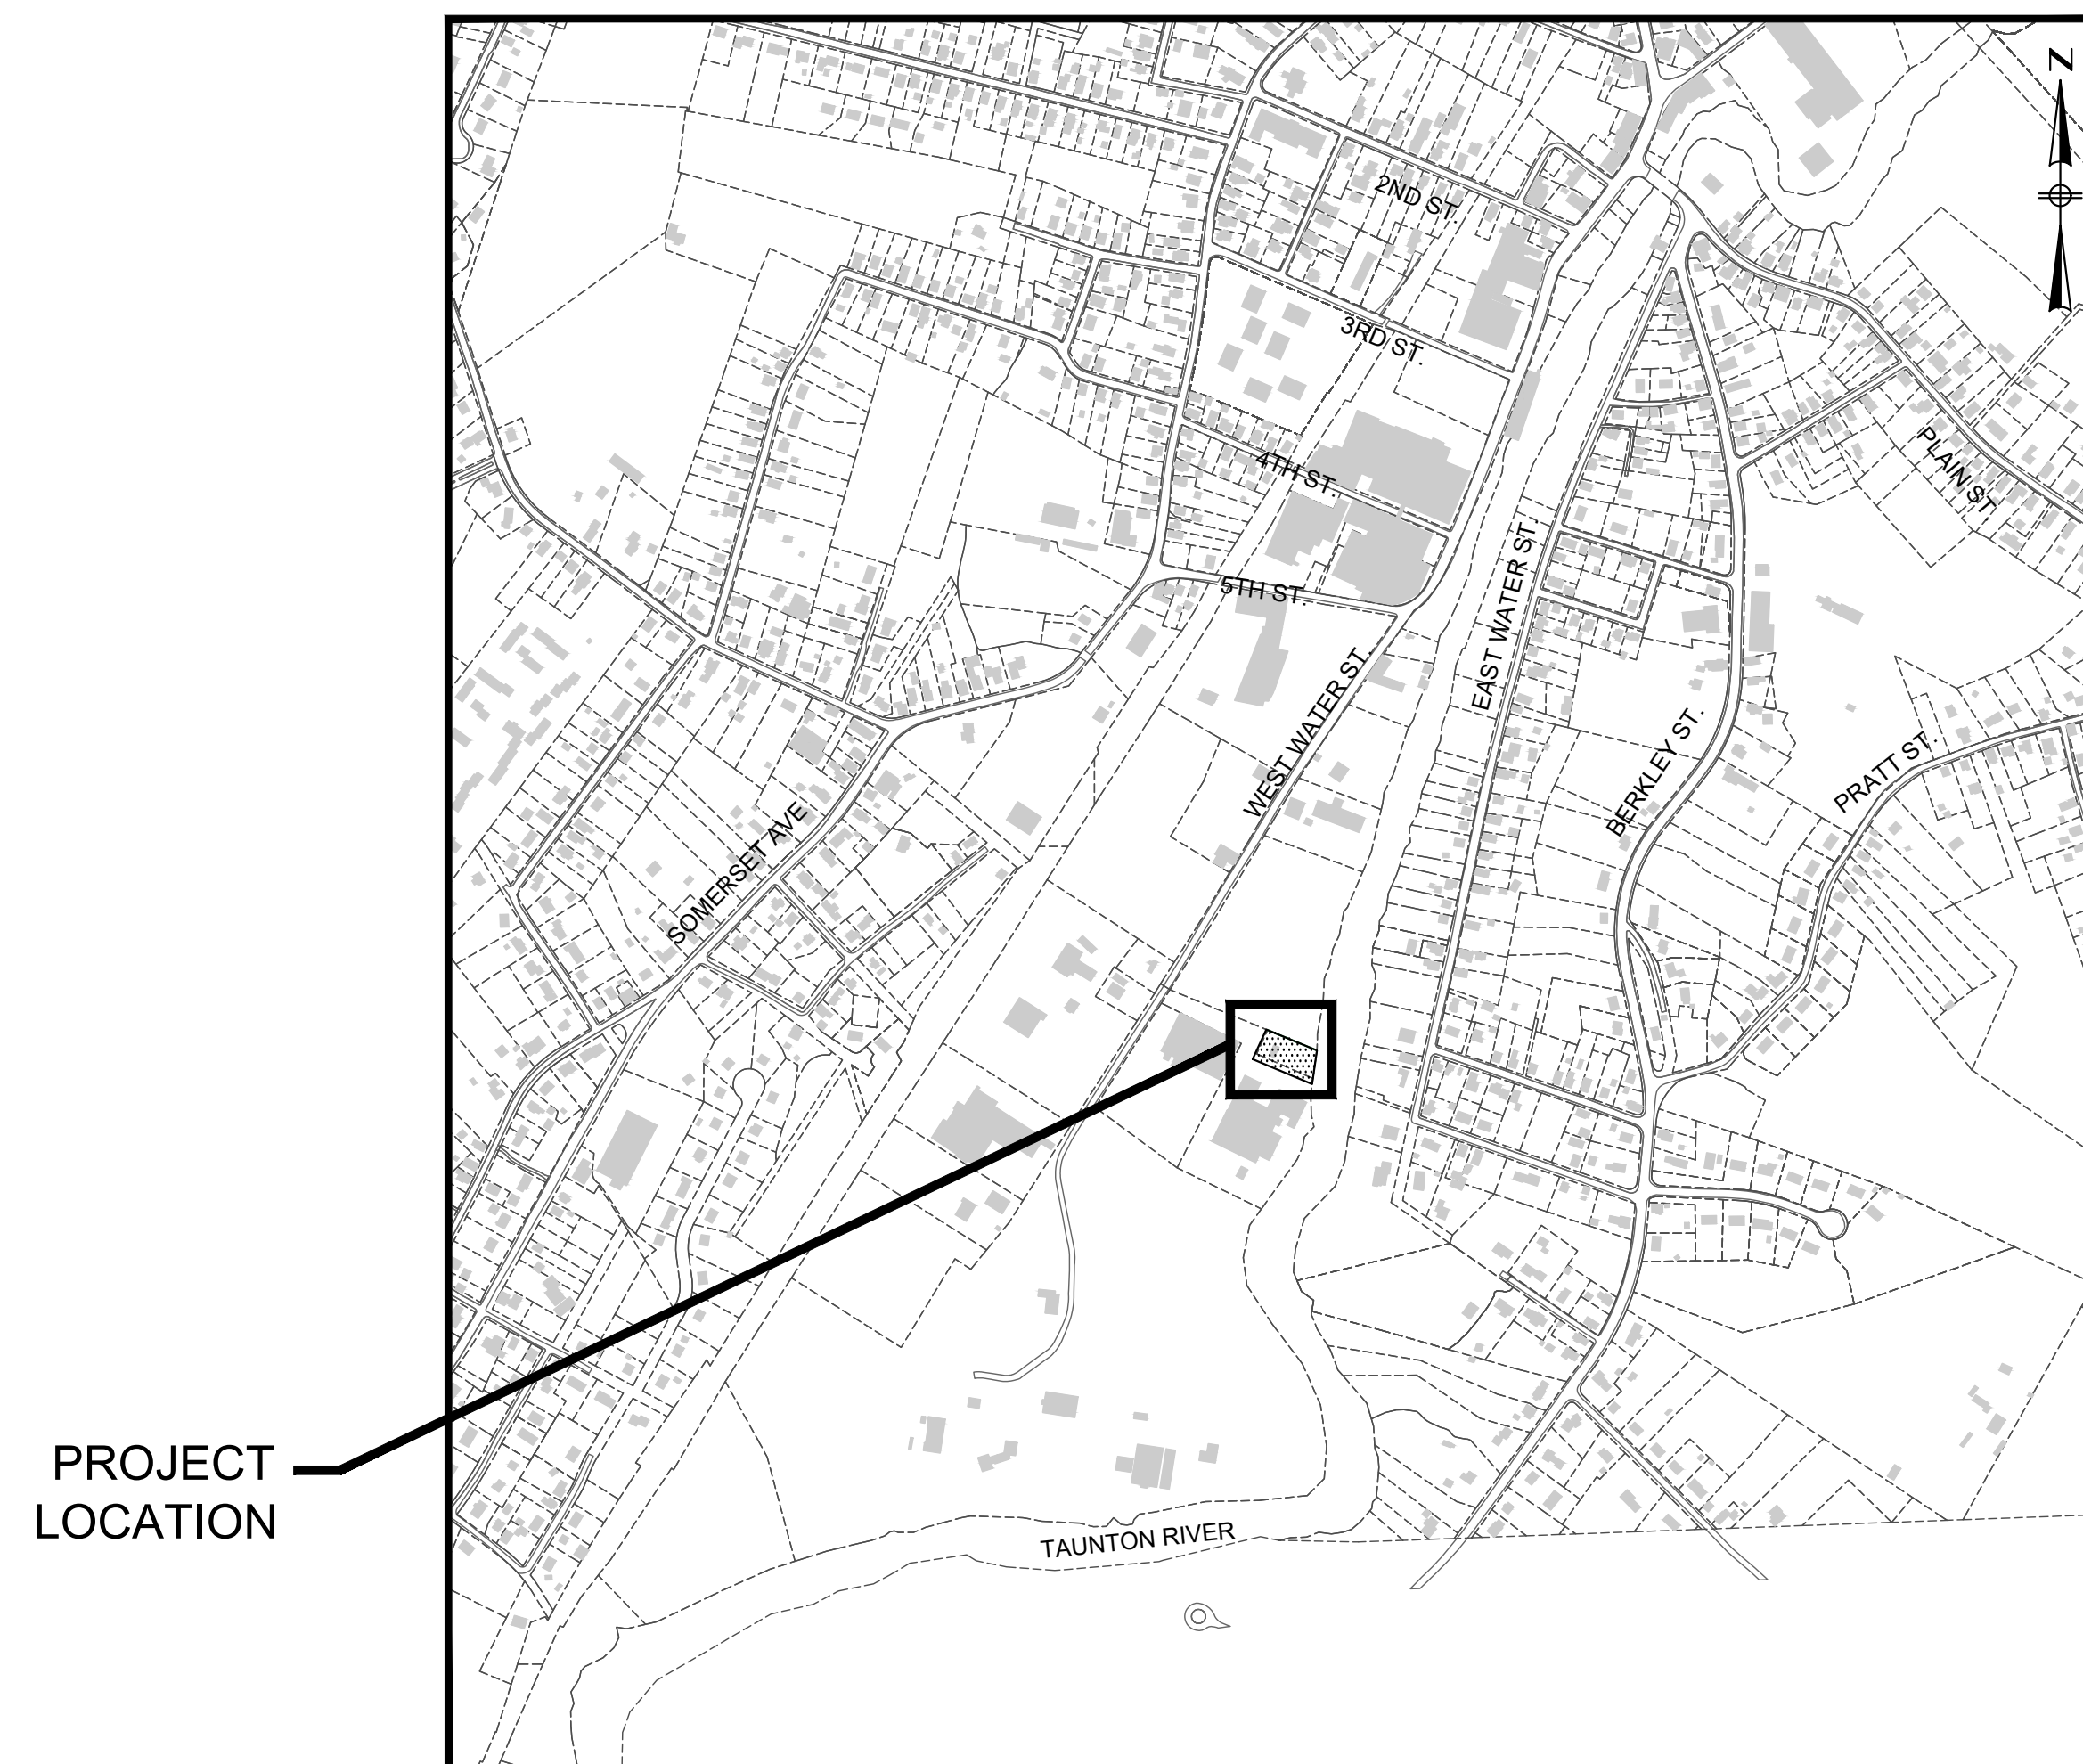 N
2ND ST.
3RD ST.
4TH ST.
PLAIN ST.
5TH ST.
EAST WATER ST.
WEST WATER ST.
BERKLEY ST.
PRATT ST.
SOMERSET AVE
PROJECT
LOCATION
TAUNTON RIVER